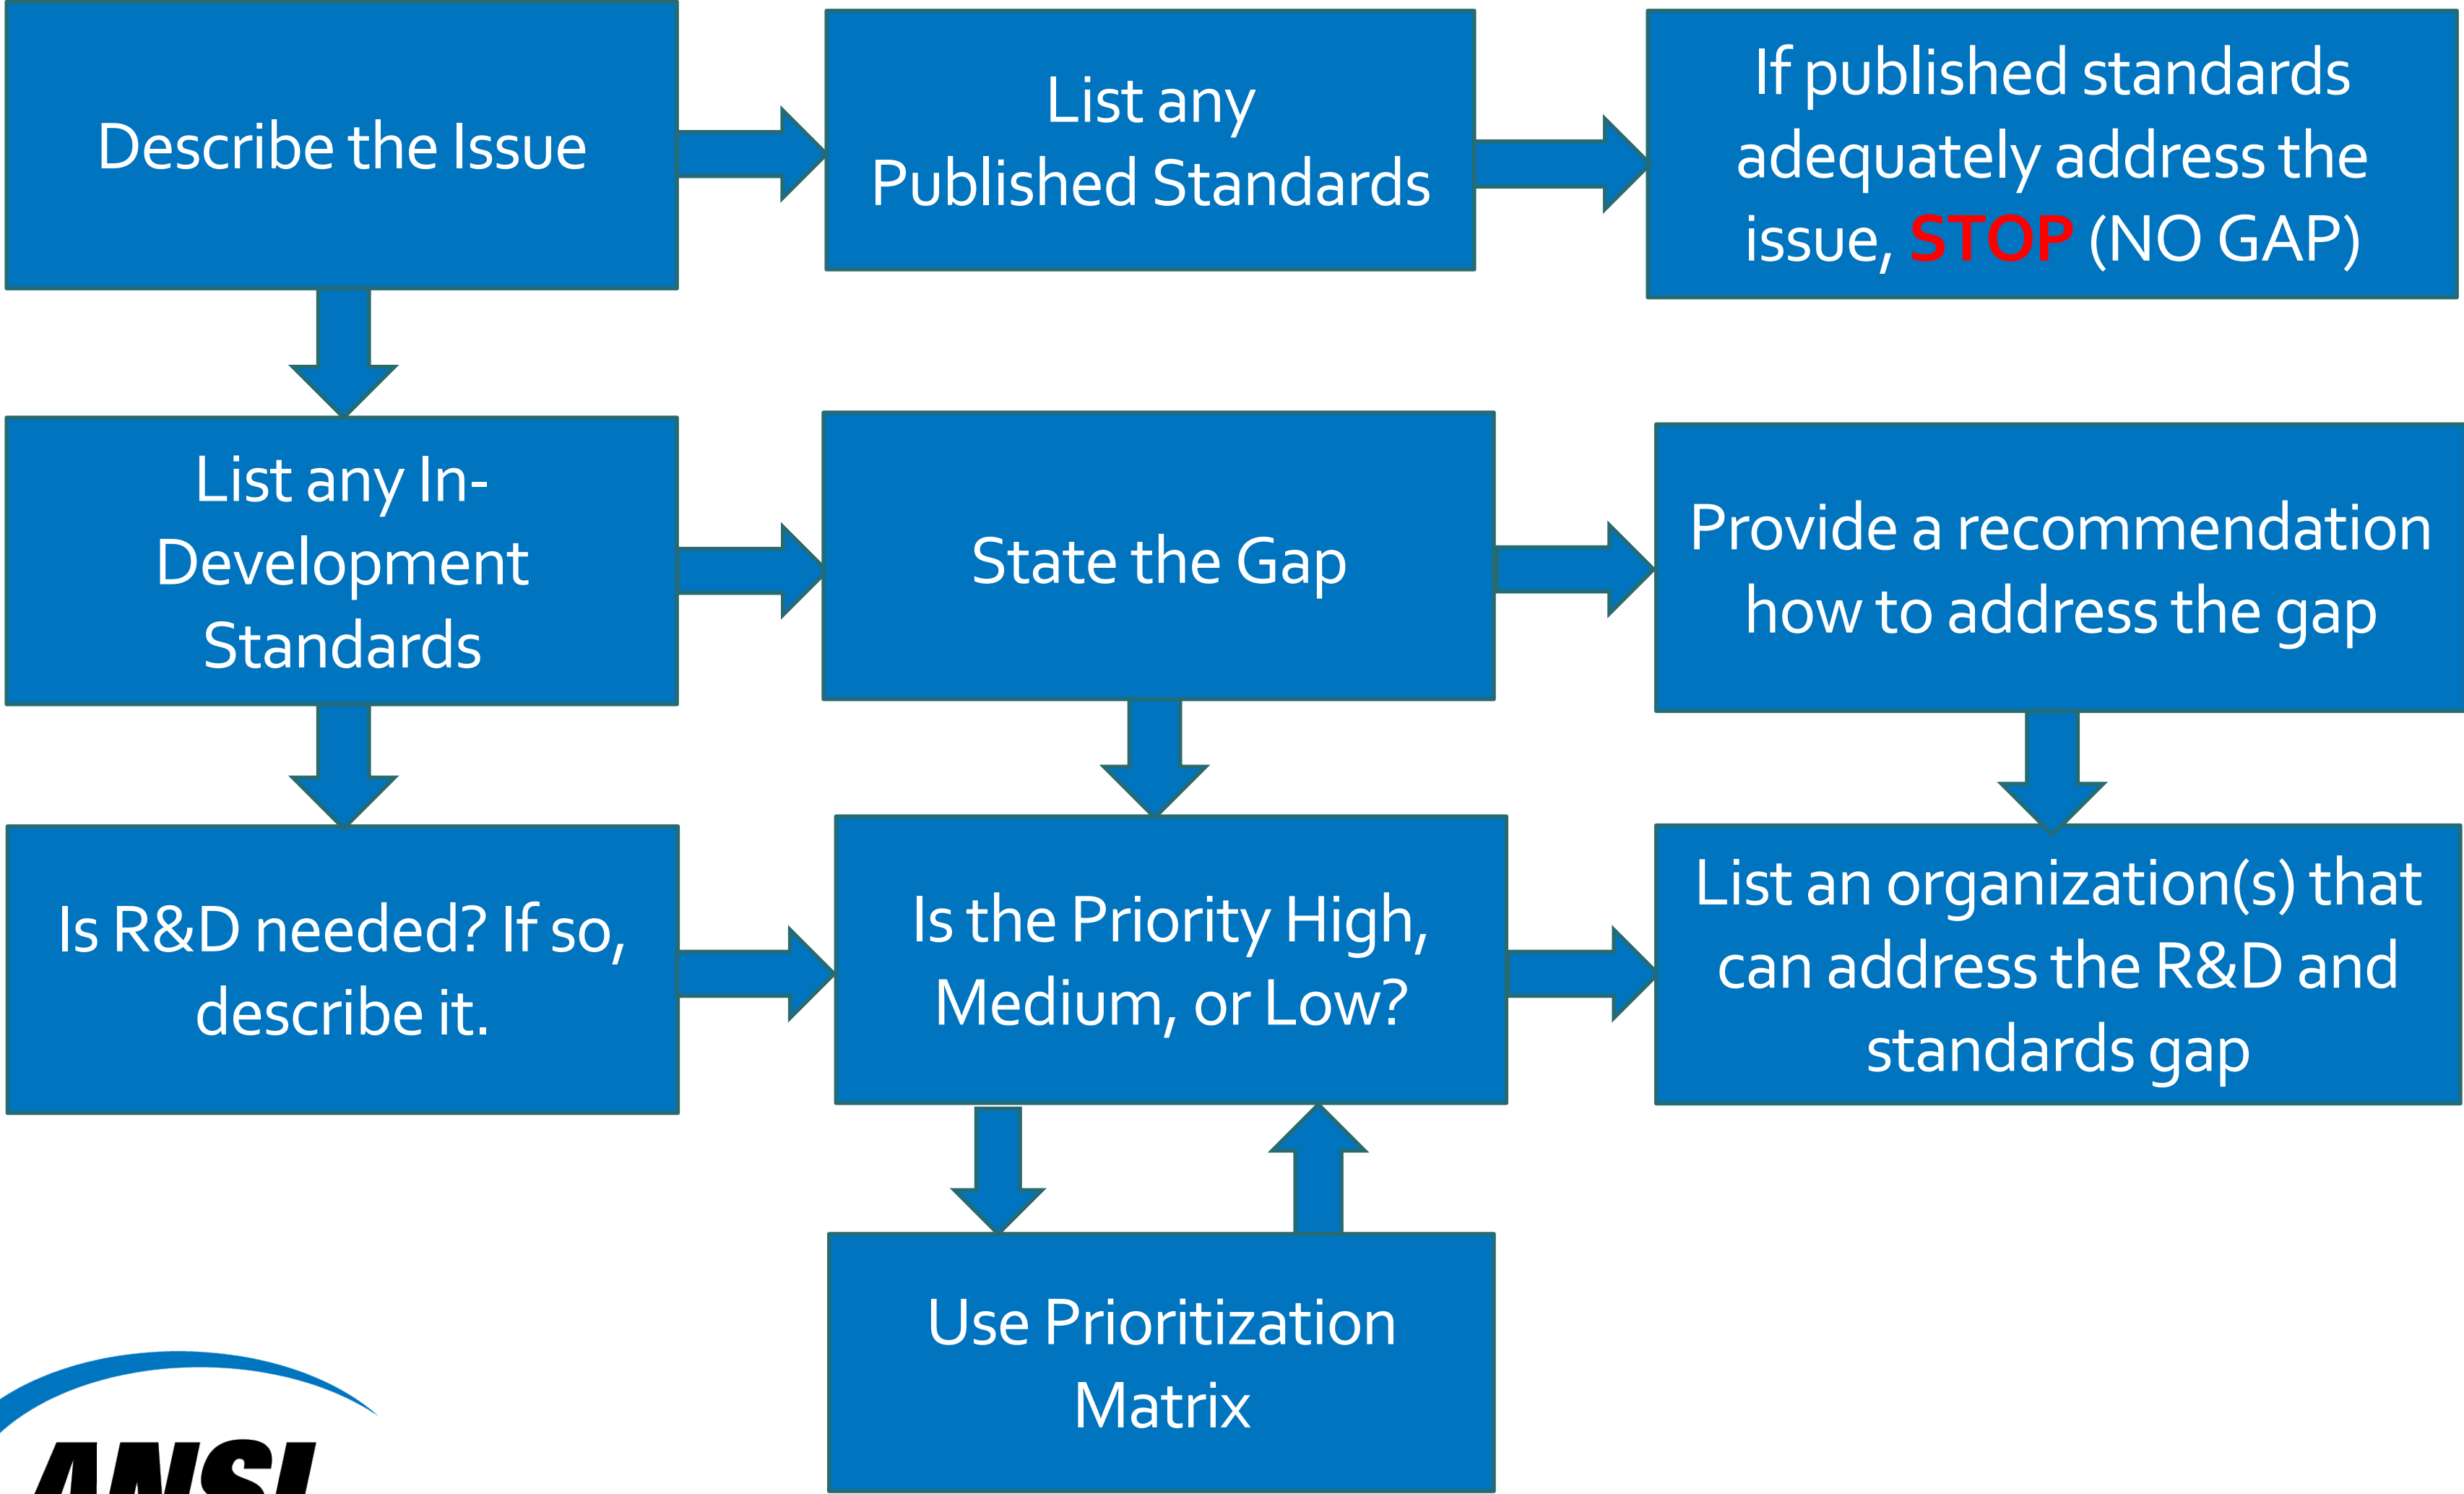 Describe the Issue
List any
Published Standards
If published standards
adequately address the
issue, STOP (NO GAP)
List any In-
Development
Standards
State the Gap
Provide a recommendation
how to address the gap
Is R&D needed? If so,
describe it.
Is the Priority High,
Medium, or Low?
List an organization(s) that
can address the R&D and
standards gap
Use Prioritization
Matrix
ANSI